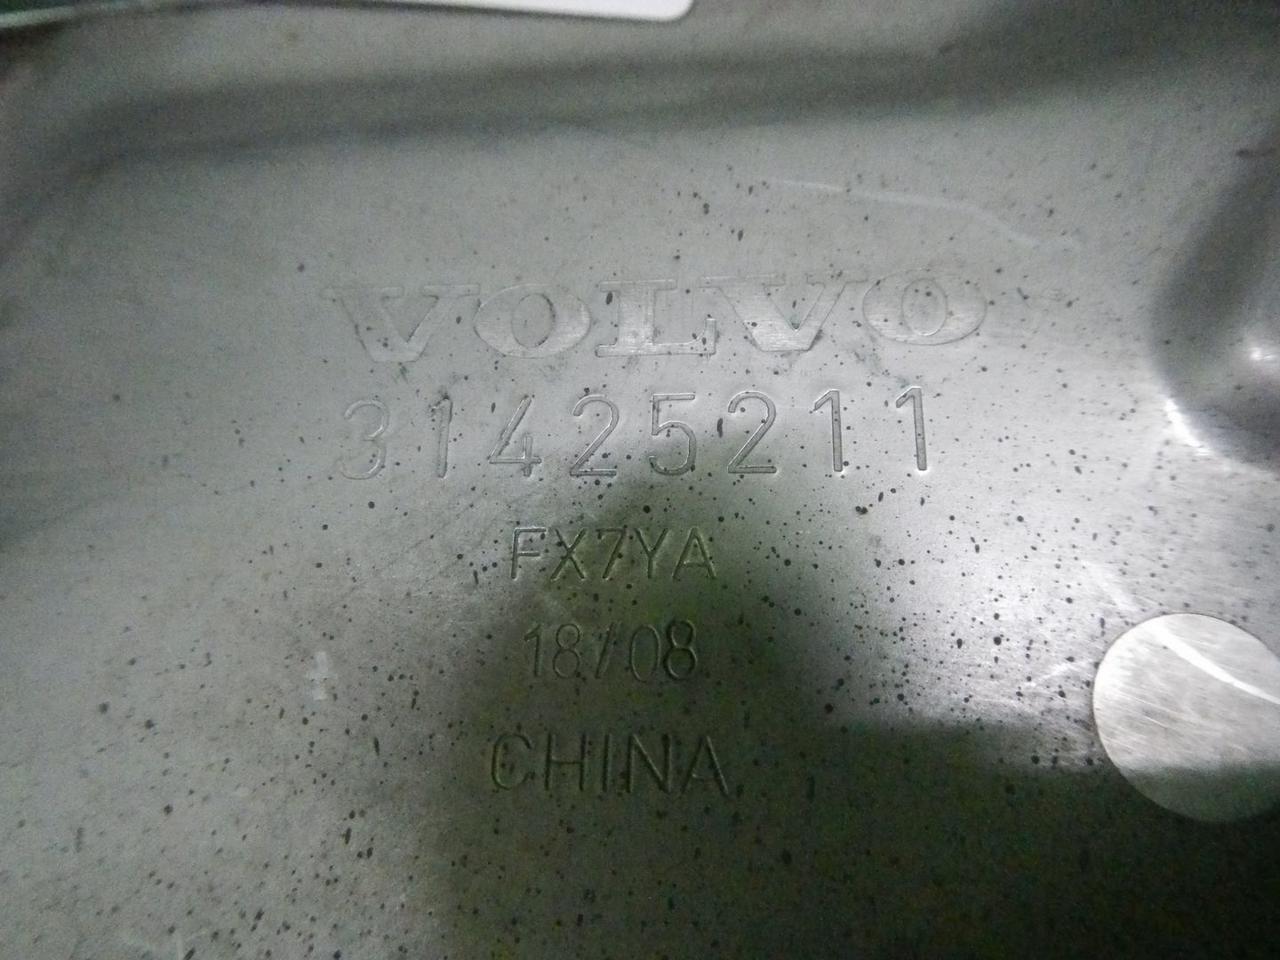 VOLVO
31425211
FX7YA
18/08
CHINA